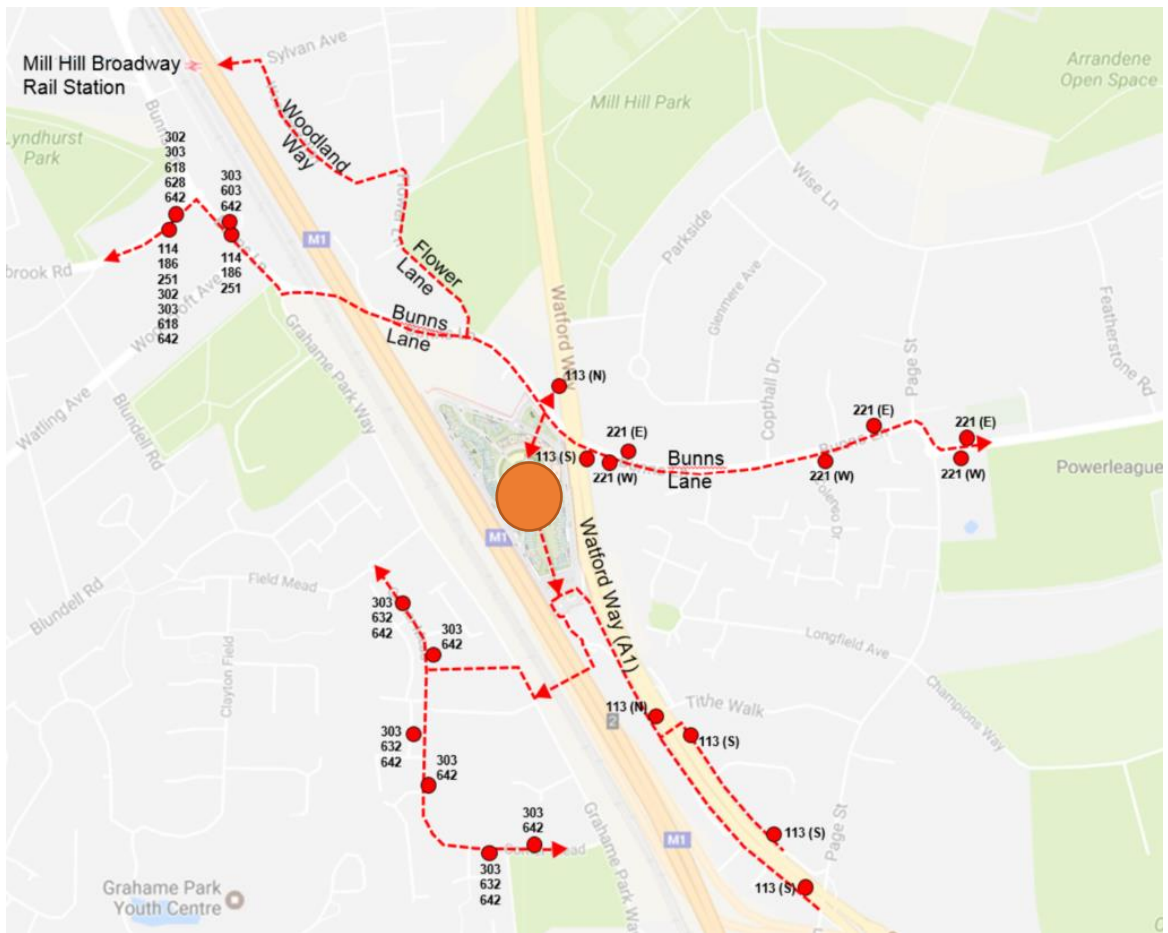 Sylvan Ave
Mill Hill Broadway
Rail Station
Arrandene
Open Space
Mill Hill Park
Lyndhurst
Park
Woodland
Way
Wise Ln
302
303
618
628
642
303
603
642
Parkside
M1
114
186
251
302
303
618
642
114
186
251
Flower
Lane
Glenmere Ave
Watford Way
Featherstone Rd
Bunns
Lane
Grahame Park Way
Watling Ave
Blundell Rd
Copthall Dr
Page St
113 (N)
221 (E)
221 (E)
221 (E)
113 (S)
221 (W)
Bunns
Lane
221 (W)
221 (W)
Powerleague
M1
Watford Way (A1)
Field Mead
Blundell Rd
303
632
642
303
642
Longfield Ave
Clayton Field
Champions Way
Tithe Walk
113 (N)
113 (S)
2
303
632
642
303
642
303
642
113 (S)
Page St
M1
Grahame Park Way
303
632
642
113 (S)
Grahame Park
Youth Centre